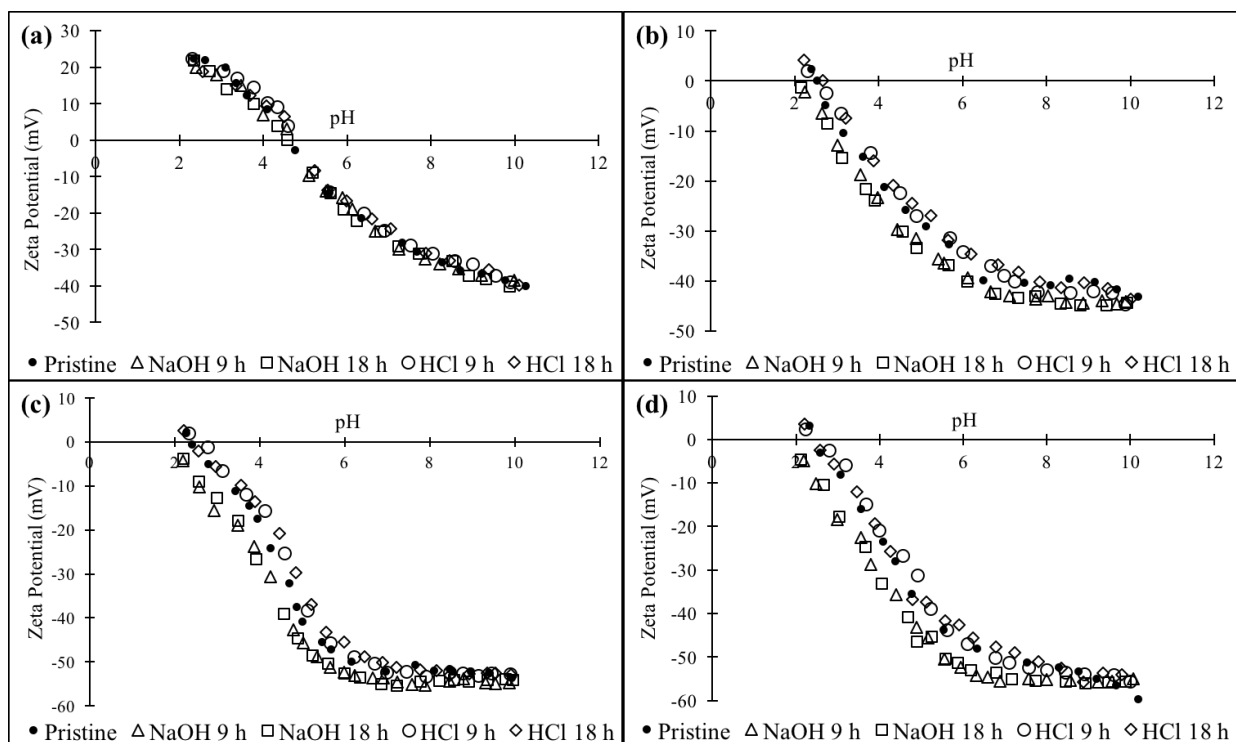 (a)
30
20
10
0
-10
-20
-30
-40
-50
Zeta Potential (mV)
pH
0 2 4 6 8 10 12
● Pristine △ NaOH 9 h □ NaOH 18 h ○ HCl 9 h ◇ HCl 18 h
(b)
10
0
-10
-20
-30
-40
-50
Zeta Potential (mV)
pH
0 2 4 6 8 10 12
● Pristine △ NaOH 9 h □ NaOH 18 h ○ HCl 9 h ◇ HCl 18 h
(c)
10
0
-10
-20
-30
-40
-50
-60
Zeta Potential (mV)
pH
0 2 4 6 8 10 12
● Pristine △ NaOH 9 h □ NaOH 18 h ○ HCl 9 h ◇ HCl 18 h
(d)
10
0
-10
-20
-30
-40
-50
-60
Zeta Potential (mV)
pH
0 2 4 6 8 10 12
● Pristine △ NaOH 9 h □ NaOH 18 h ○ HCl 9 h ◇ HCl 18 h